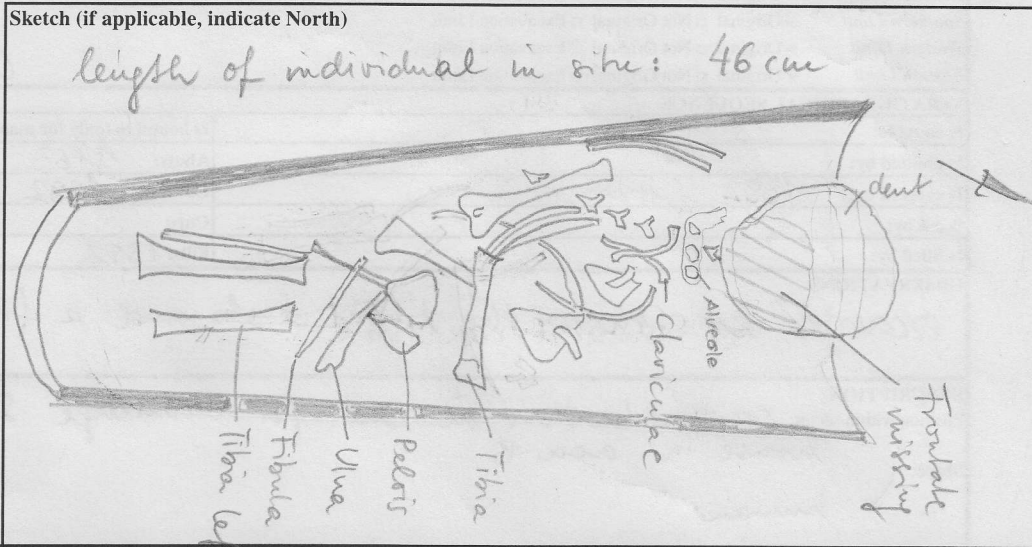 Sketch (if applicable, indicate North)
length of individual in situ: 46 cm
dent
Alveole
Claviculae
Frontale
missing
Tibia
Pelvis
Ulna
Fibula
Tibia